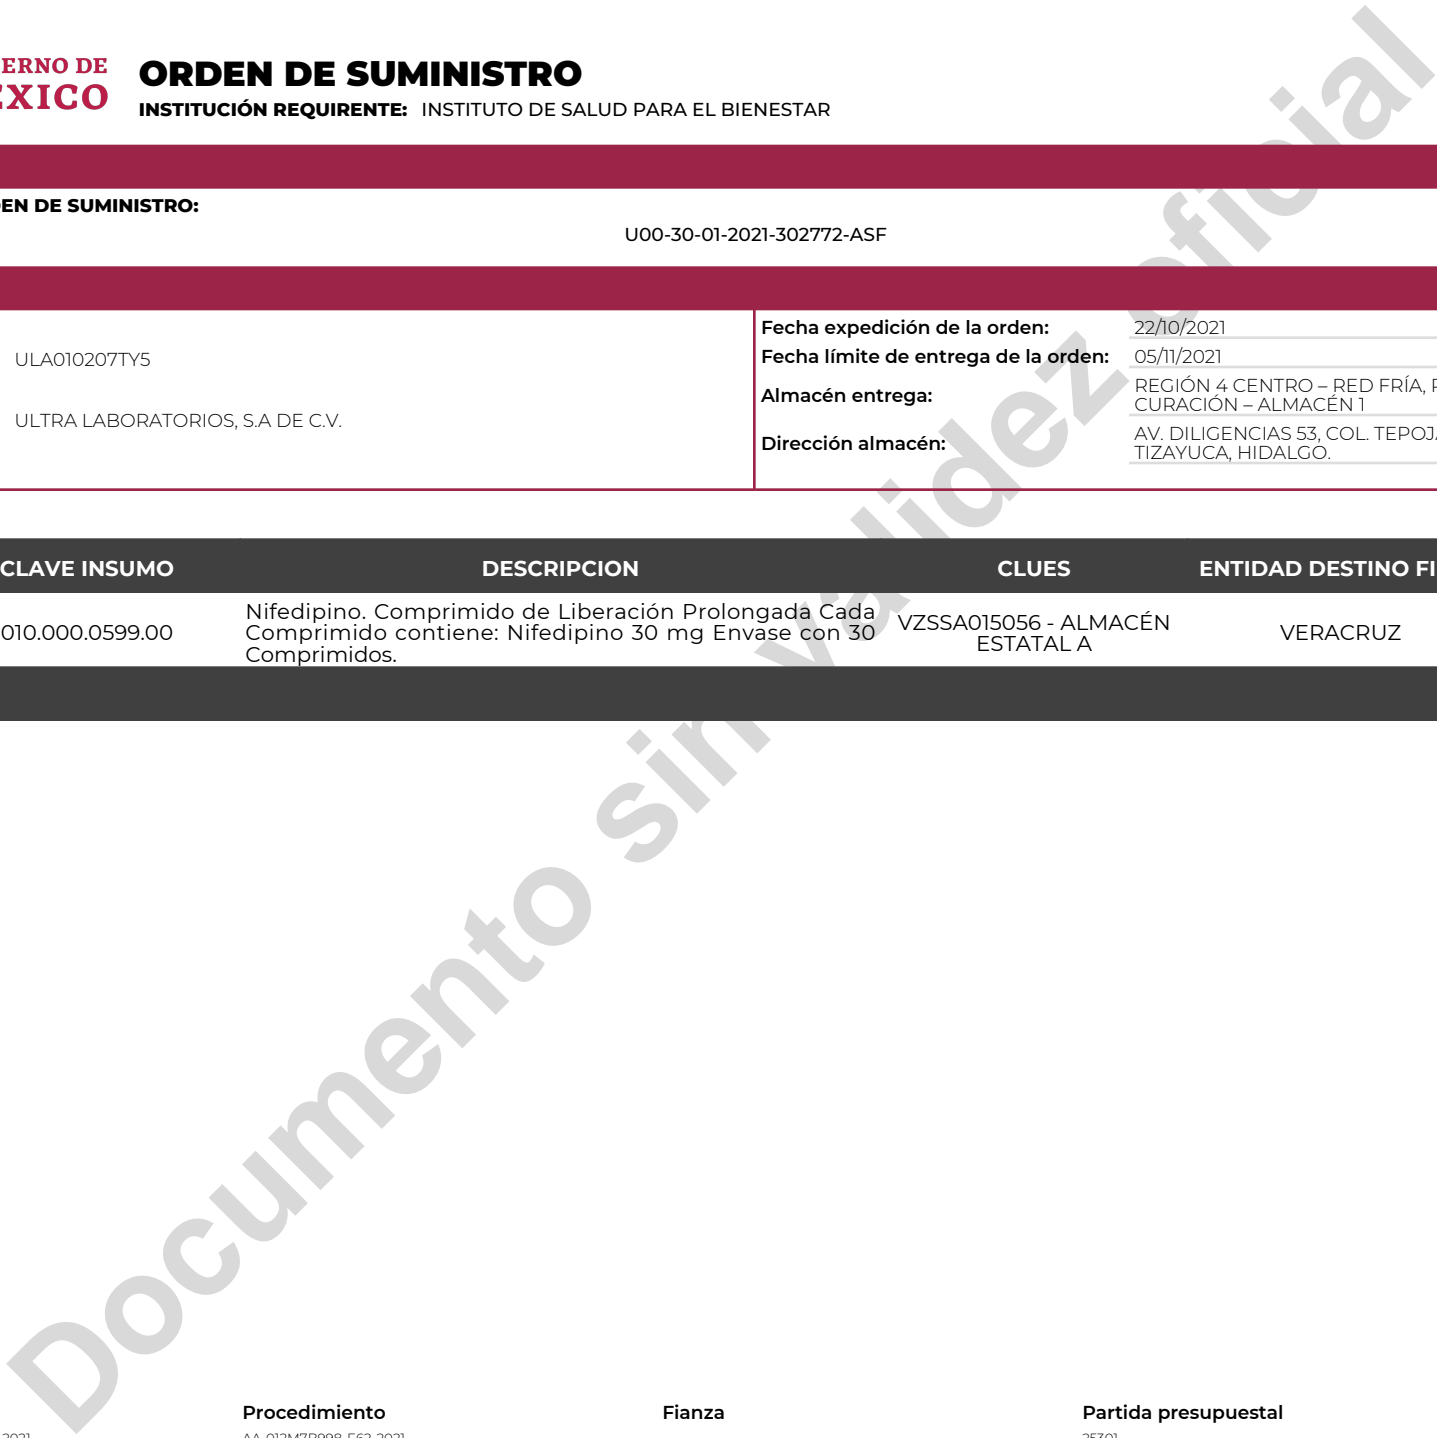 ORDEN DE SUMINISTRO
INSTITUCIÓN REQUIRENTE: INSTITUTO DE SALUD PARA EL BIENESTAR
ERNO DE
XICO
EN DE SUMINISTRO:
U00-30-01-2021-302772-ASF
ULA010207TY5
ULTRA LABORATORIOS, S.A DE C.V.
Fecha expedición de la orden: 22/10/2021
Fecha límite de entrega de la orden: 05/11/2021
Almacén entrega: REGIÓN 4 CENTRO – RED FRÍA,
CURACIÓN – ALMACÉN 1
Dirección almacén: AV. DILIGENCIAS 53, COL. TEPOJ
TIZAYUCA, HIDALGO.
CLAVE INSUMO DESCRIPCION CLUES ENTIDAD DESTINO FI
010.000.0599.00 Nifedipino. Comprimido de Liberación Prolongada Cada
Comprimido contiene: Nifedipino 30 mg Envase con 30
Comprimidos.
VZSSA015056 - ALMACÉN
ESTATAL A
VERACRUZ
Documento sin validez oficial
Procedimiento Fianza Partida presupuestal